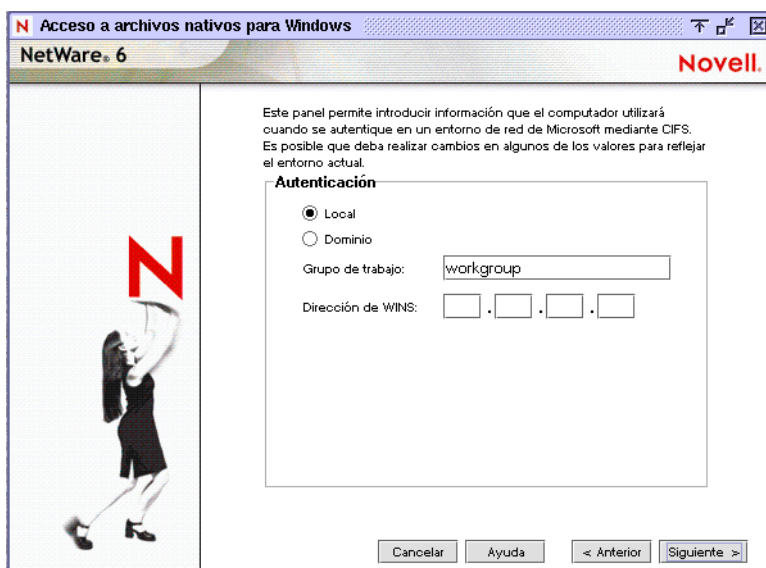 Acceso a archivos nativos para Windows
NetWare® 6
Novell®
Este panel permite introducir información que el computador utilizará
cuando se autentique en un entorno de red de Microsoft mediante CIFS.
Es posible que deba realizar cambios en algunos de los valores para reflejar
el entorno actual.
Autenticación
Local
Dominio
Grupo de trabajo: workgroup
Dirección de WINS: . . .
Cancelar Ayuda < Anterior Siguiente >